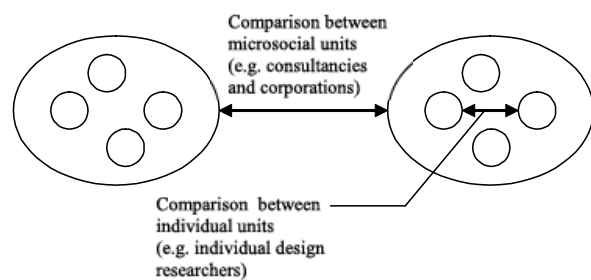 Comparison between
microsocial units
(e.g. consultancies
and corporations)
Comparison between
individual units
(e.g. individual design
researchers)